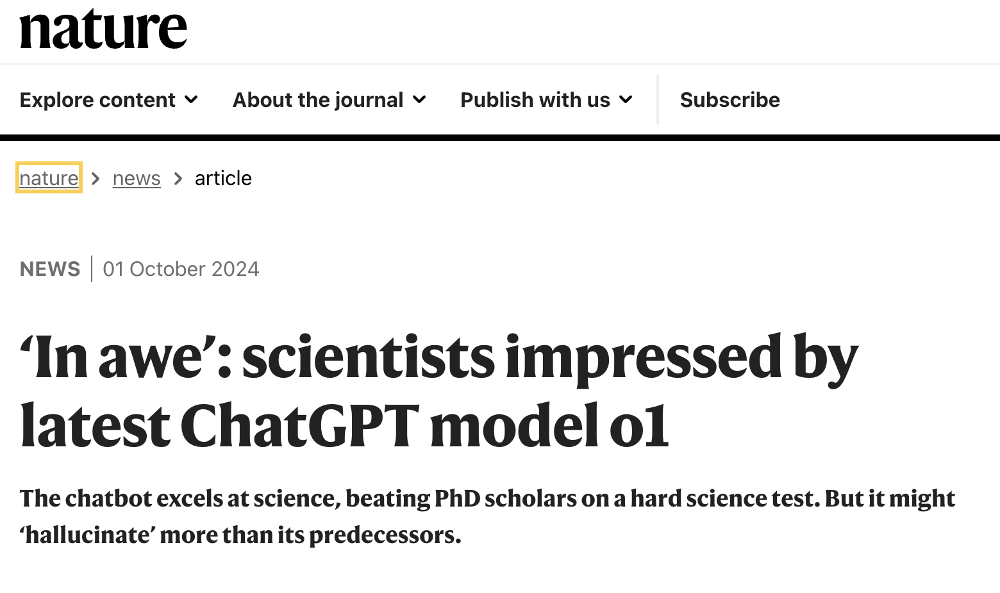 nature
Explore content About the journal Publish with us Subscribe
nature news article
NEWS 01 October 2024
‘In awe’: scientists impressed by
latest ChatGPT model o1
The chatbot excels at science, beating PhD scholars on a hard science test. But it might
‘hallucinate’ more than its predecessors.